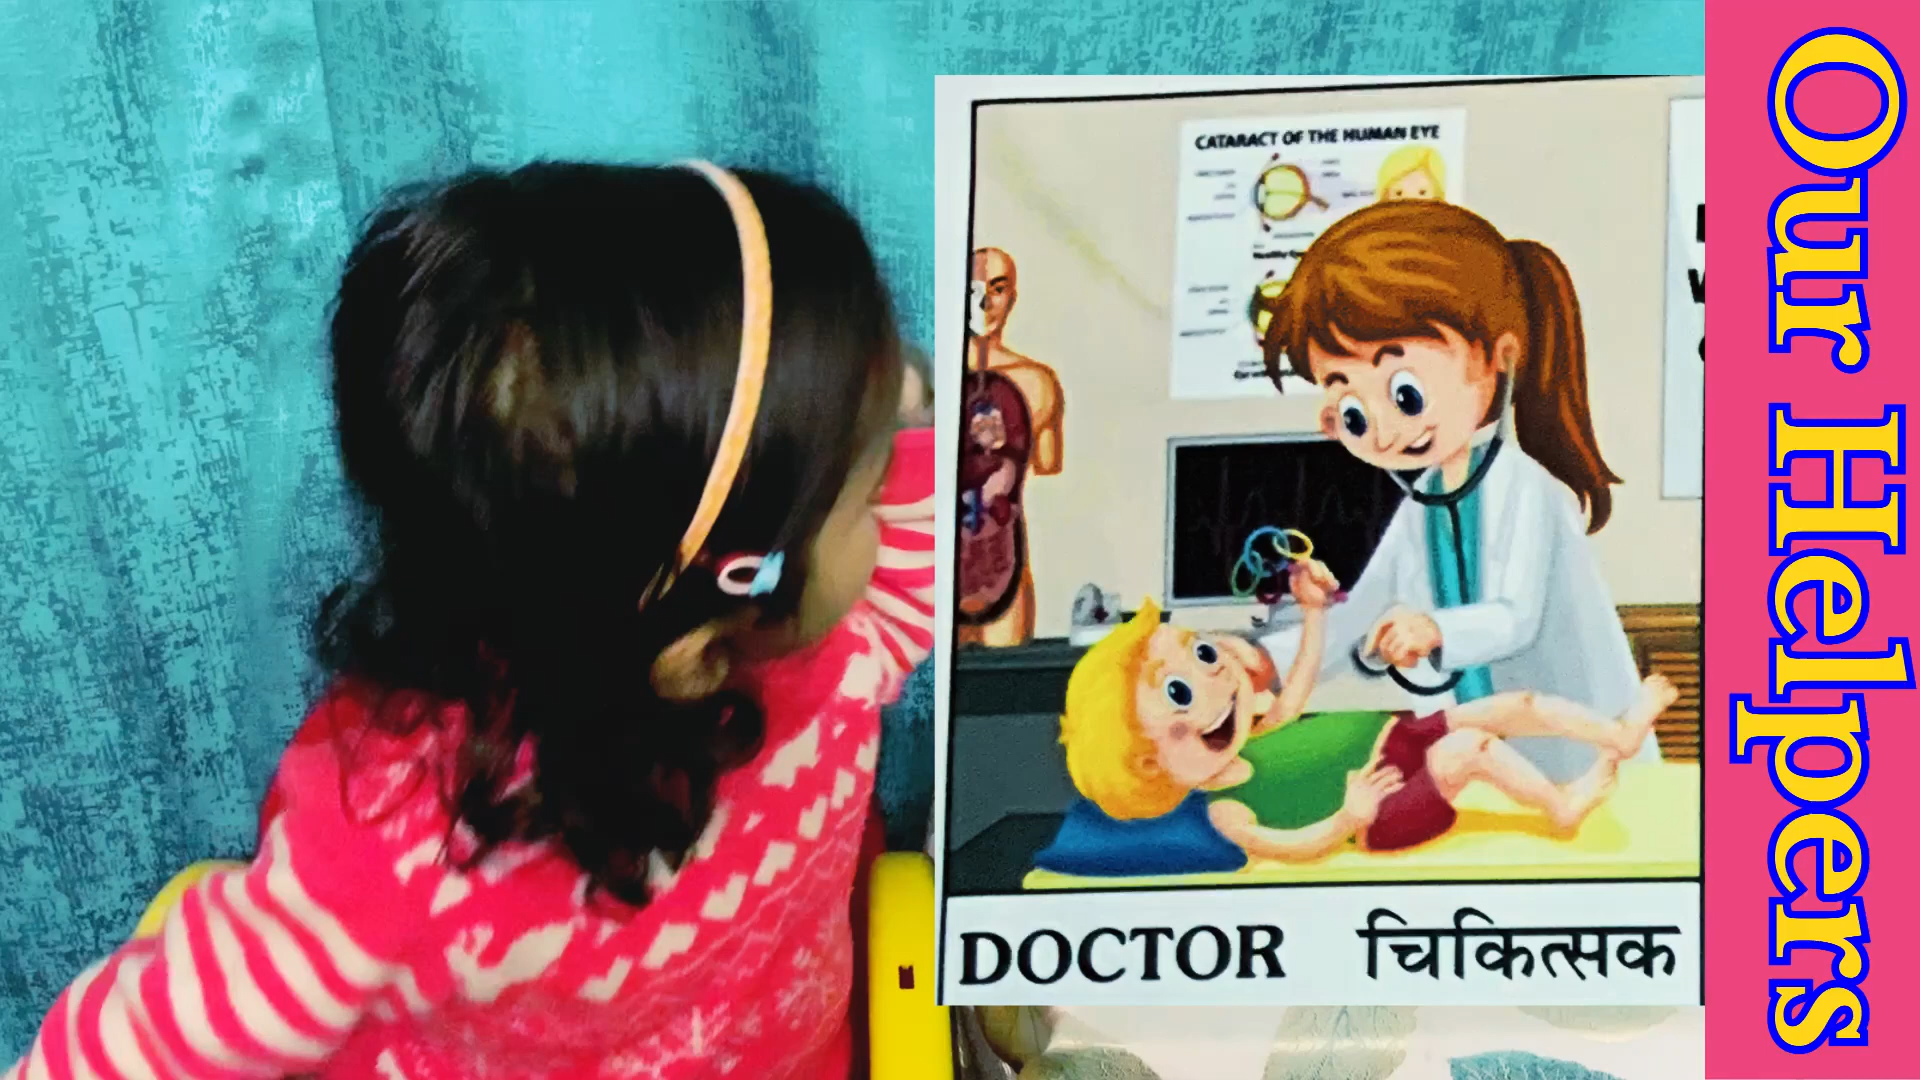 CATARACT OF THE HUMAN EYE
DOCTOR चिकित्सक
Our Helpers